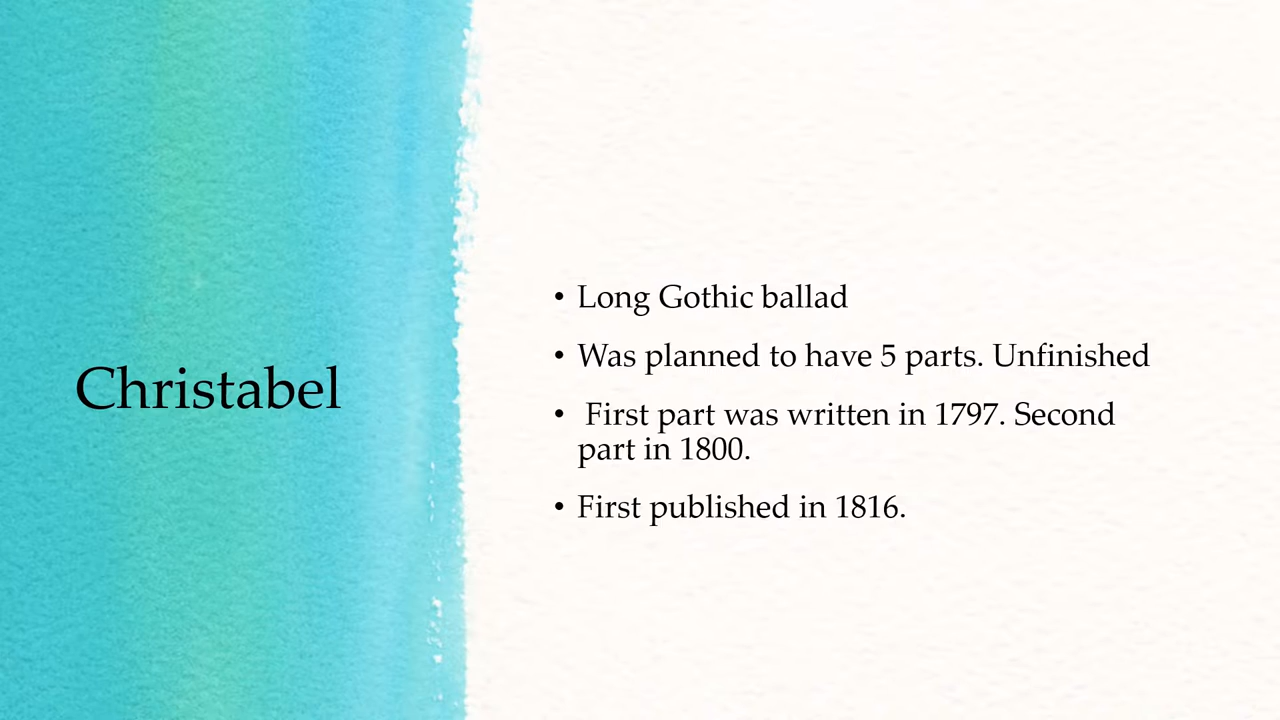 Christabel
• Long Gothic ballad
• Was planned to have 5 parts. Unfinished
• First part was written in 1797. Second
part in 1800.
• First published in 1816.